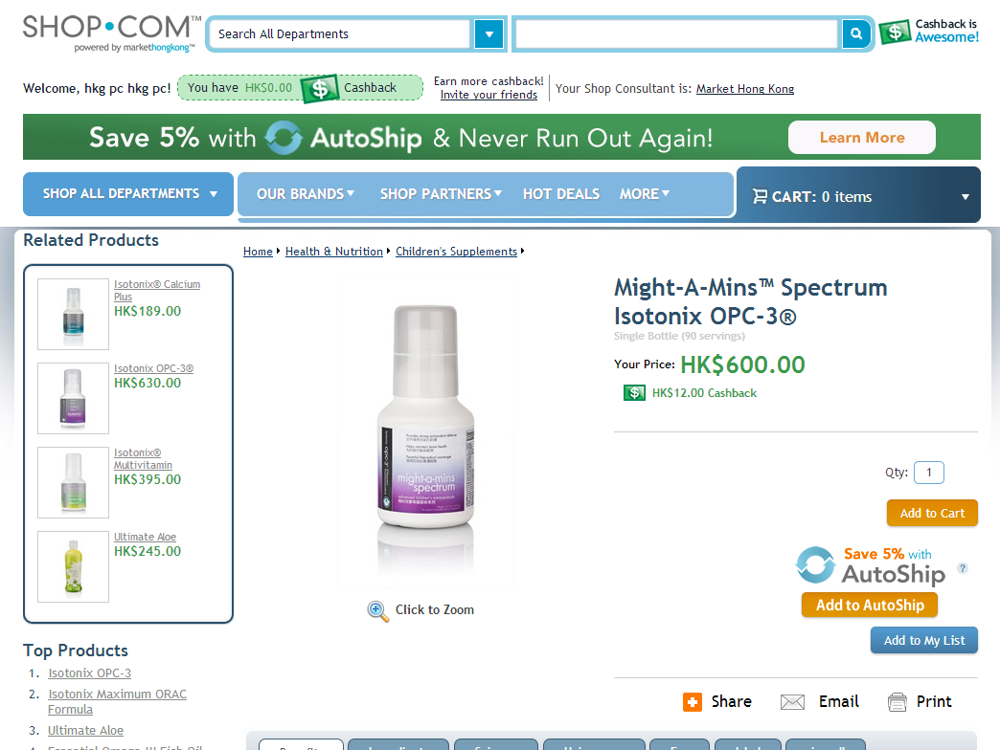 SHOP•COM™
powered by markethongkong™
Search All Departments
Cashback is
Awesome!
Welcome, hkg pc hkg pc!
You have HK$0.00 $ Cashback
Earn more cashback!
Invite your friends
Your Shop Consultant is: Market Hong Kong
Save 5% with AutoShip & Never Run Out Again!
Learn More
SHOP ALL DEPARTMENTS
OUR BRANDS
SHOP PARTNERS
HOT DEALS
MORE
CART: 0 items
Related Products
Isotonix® Calcium
Plus
HK$189.00
Isotonix OPC-3®
HK$630.00
Isotonix®
Multivitamin
HK$395.00
Ultimate Aloe
HK$245.00
Top Products
1. Isotonix OPC-3
2. Isotonix Maximum ORAC
Formula
3. Ultimate Aloe
Home Health & Nutrition Children's Supplements
might-a-mins
spectrum
Click to Zoom
Might-A-Mins™ Spectrum
Isotonix OPC-3®
Single Bottle (90 servings)
Your Price: HK$600.00
$ HK$12.00 Cashback
Qty: 1
Add to Cart
Save 5% with
AutoShip
?
Add to AutoShip
Add to My List
Share
Email
Print